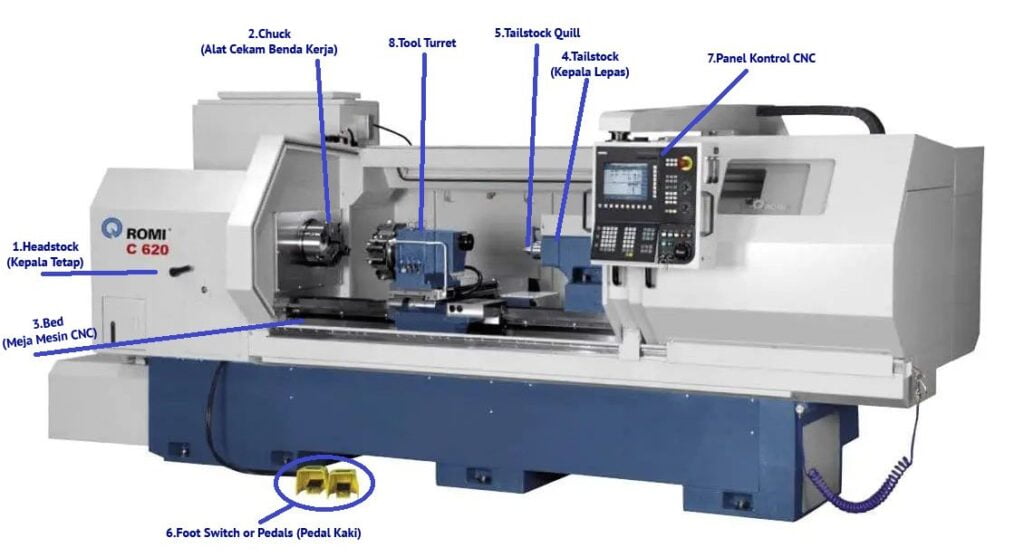 2.Chuck
(Alat Cekam Benda Kerja)
8.Tool Turret
5.Tailstock Quill
4.Tailstock
(Kepala Lepas)
7.Panel Kontrol CNC
ROMI
C 620
1.Headstock
(Kepala Tetap)
3.Bed
(Meja Mesin CNC)
6.Foot Switch or Pedals (Pedal Kaki)